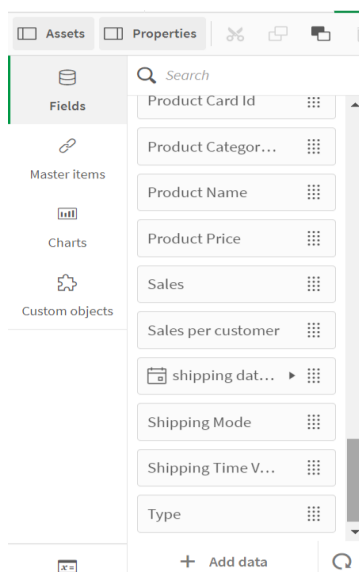 Assets Properties
Fields
Master items
Charts
Custom objects
Search
Product Card Id
Product Categor...
Product Name
Product Price
Sales
Sales per customer
shipping dat...
Shipping Mode
Shipping Time V...
Type
x=
+ Add data